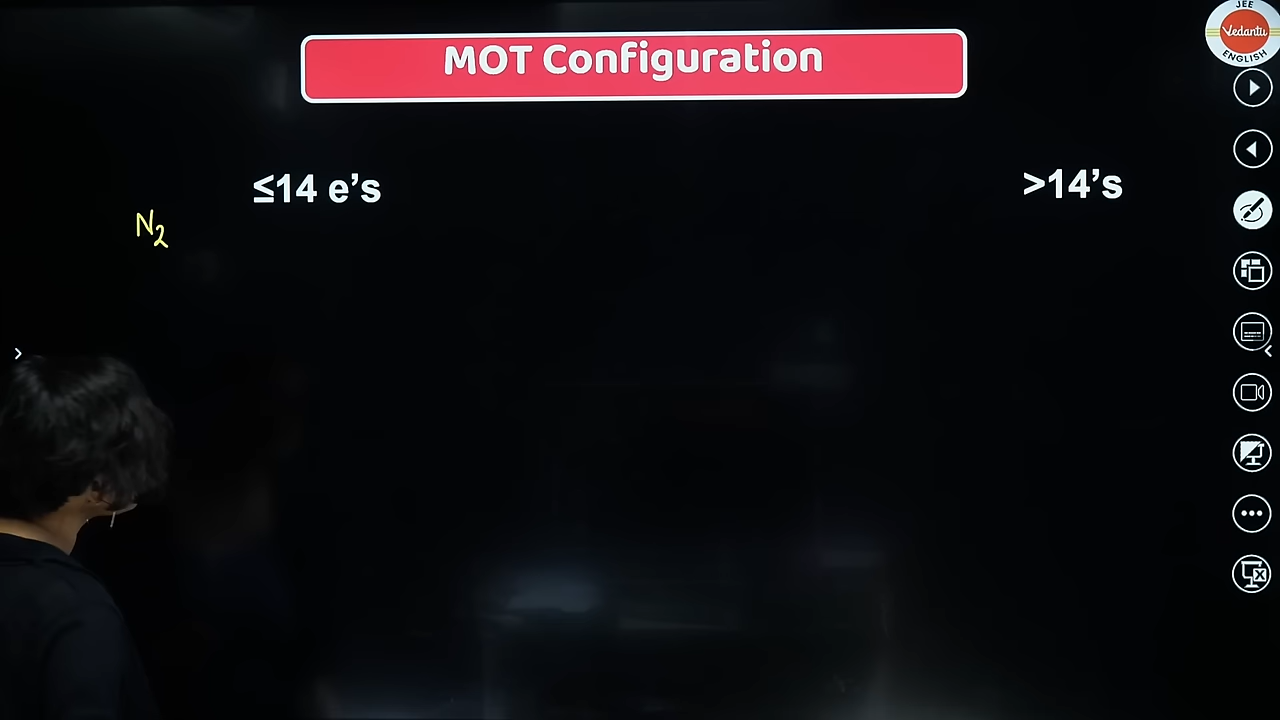 MOT Configuration
JEE
Vedantu
ENGLISH
≤14 e’s
>14’s
N2